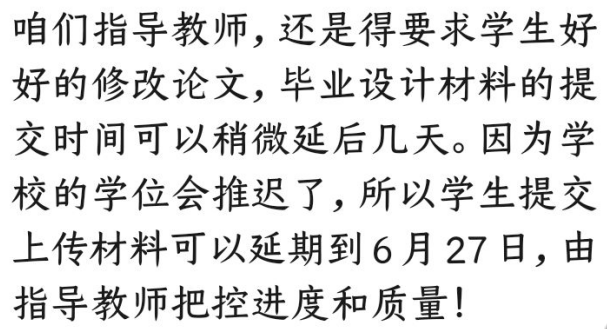 咱们指导教师，还是得要求学生好
好的修改论文，毕业设计材料的提
交时间可以稍微延后几天。因为学
校的学位会推迟了，所以学生提交
上传材料可以延期到6月27日，由
指导教师把控进度和质量！